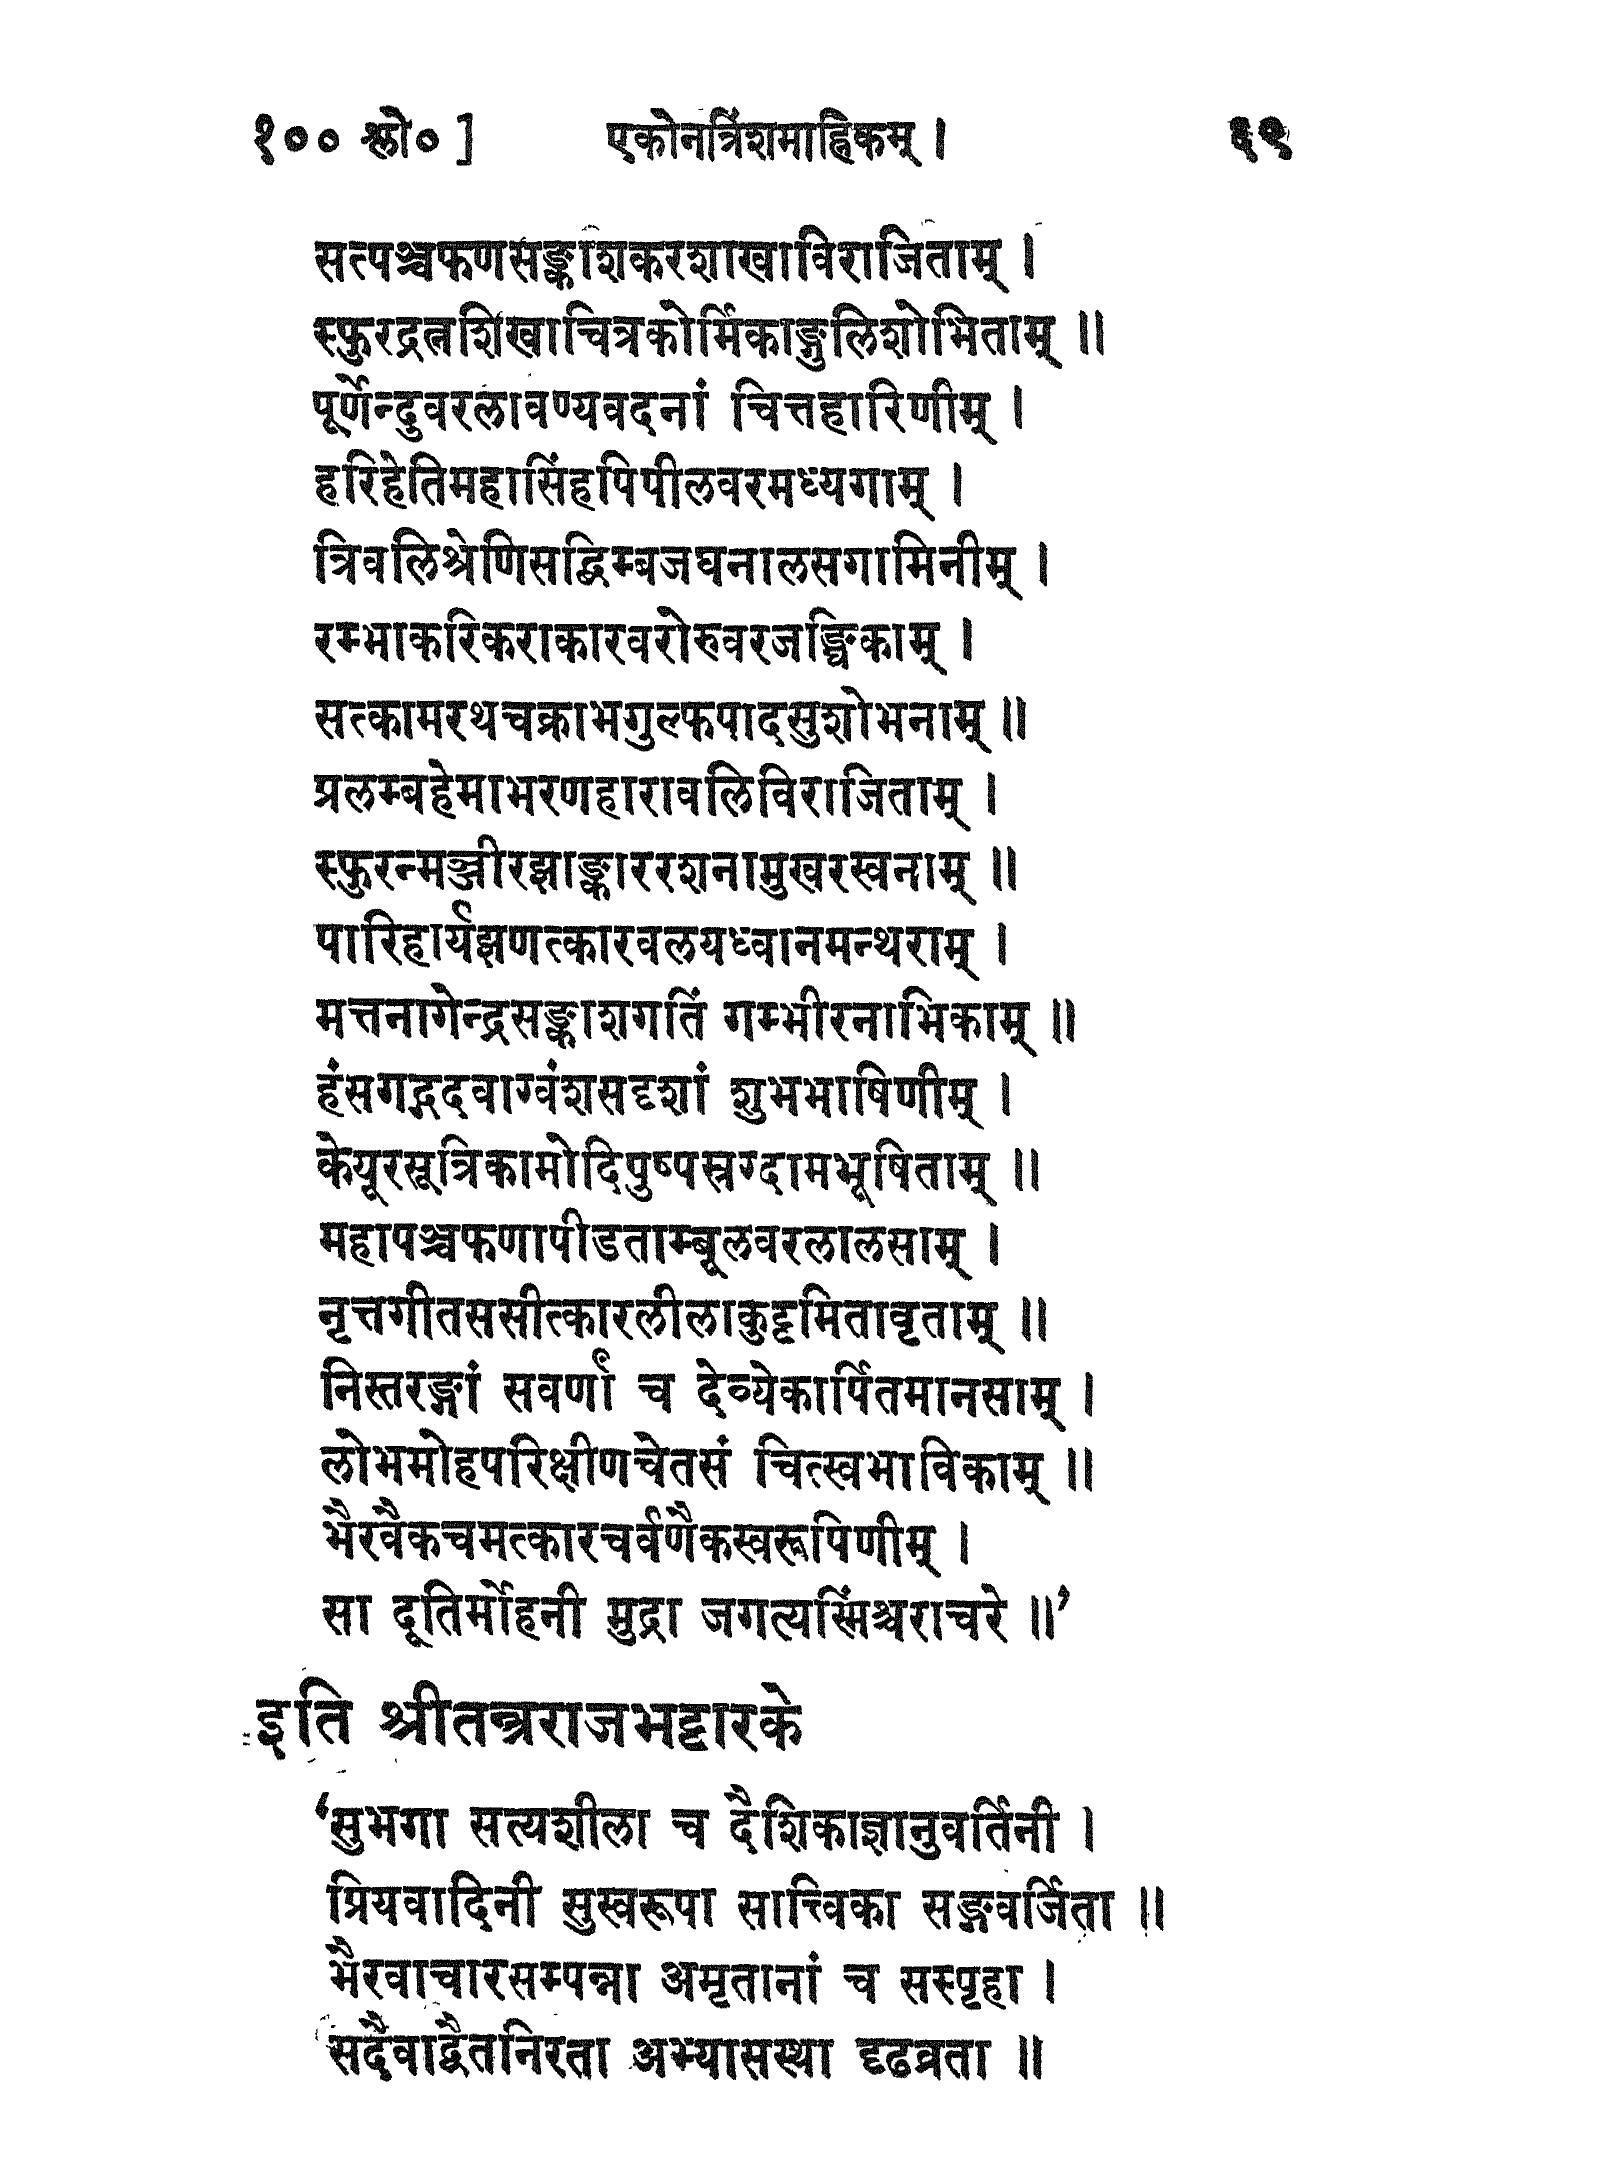 १०० श्लो० ] एकोनत्रिंशमाह्निकम् । ६९
सत्पञ्चफणसङ्काशकरशाखाविराजिताम् ।
स्फुरद्रत्नशिखाचित्रकोर्मिकाङ्गुलिशोभिताम् ॥
पूर्णेन्दुवरलावण्यवदनां चित्तहारिणीम् ।
हरिहेतिमहासिंहपिपीलवरमध्यगाम् ।
त्रिवलिश्रेणिसद्बिम्बजघनालसगामिनीम् ।
रम्भाकरिकराकारवरोरुवरजङ्घिकाम् ।
सत्कामरथचक्राभगुल्फपादसुशोभनाम् ॥
प्रलम्बहेमाभरणहारावलिविराजिताम् ।
स्फुरन्मञ्जीरझाङ्काररशनामुखरस्वनाम् ॥
पारिहार्यझणत्कारवलयध्वानमन्थराम् ।
मत्तनागेन्द्रसङ्काशगतिं गम्भीरनाभिकाम् ॥
हंसगद्गदवाग्वंशसदृशां शुभभाषिणीम् ।
केयूरसूत्रिकामोदिपुष्पस्रग्दामभूषिताम् ॥
महापञ्चफणापीडताम्बूलवरलालसाम् ।
नृत्तगीतससीत्कारलीलाकुट्टमितावृताम् ॥
निस्तरङ्गां सवर्णां च देव्येकार्पितमानसाम् ।
लोभमोहपरिक्षीणचेतसं चित्स्वभाविकाम् ॥
भैरवैकचमत्कारचर्वणैकस्वरूपिणीम् ।
सा दूतिर्मोहनी मुद्रा जगत्यस्मिंश्चराचरे ॥’
इति श्रीतन्त्रराजभट्टारके
‘सुभगा सत्यशीला च दैशिकाज्ञानुवर्तिनी ।
प्रियवादिनी सुस्वरूपा सात्त्विका सङ्गवर्जिता ॥
भैरवाचारसम्पन्ना अमृतानां च सस्पृहा ।
सदैवाद्वैतनिरता अभ्यासस्था दृढव्रता ॥